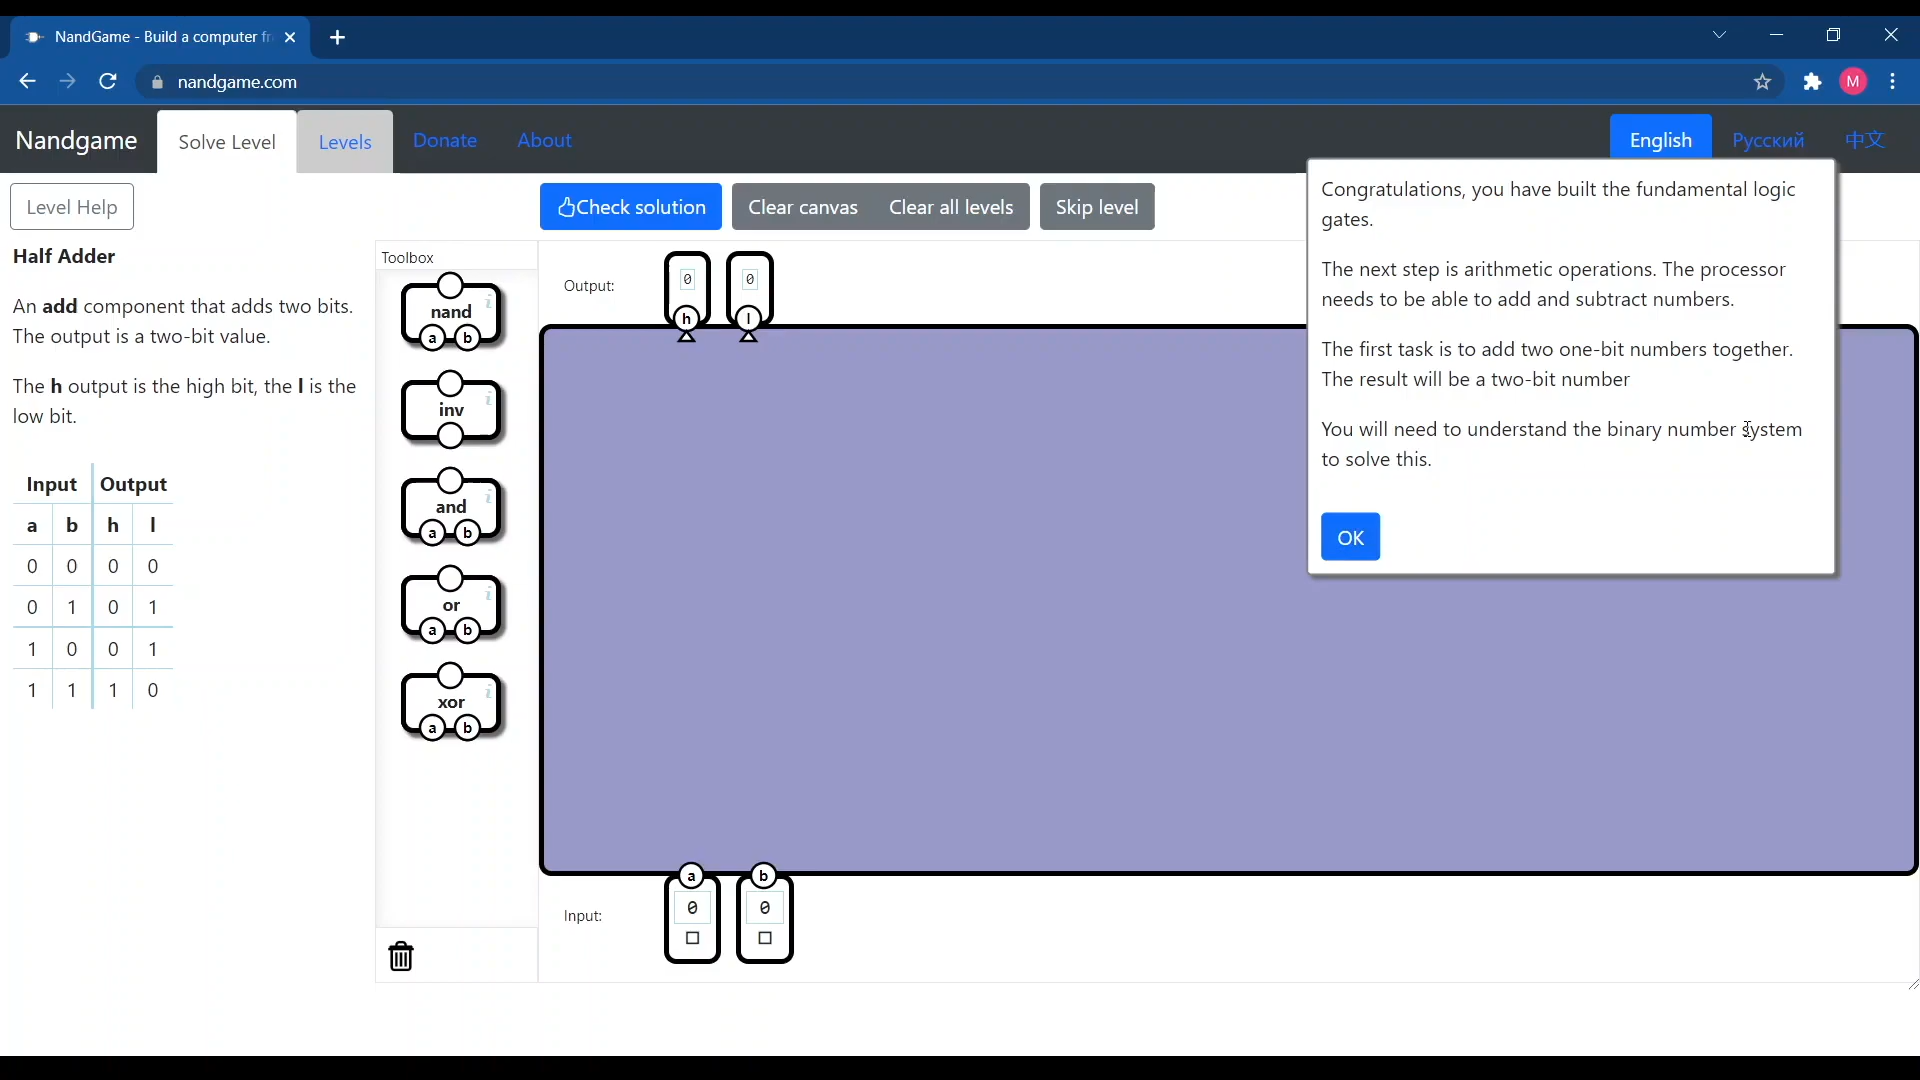 NandGame - Build a computer fr
nandgame.com
M
Nandgame
Solve Level
Levels
Donate
About
English
Русский
中文
Level Help
Check solution
Clear canvas
Clear all levels
Skip level
Half Adder
An add component that adds two bits.
The output is a two-bit value.
The h output is the high bit, the l is the
low bit.
Input Output
a b h l
0 0 0 0
0 1 0 1
1 0 0 1
1 1 1 0
Toolbox
nand
a b
inv
and
a b
or
a b
xor
a b
Output:
0 0
h l
Congratulations, you have built the fundamental logic
gates.
The next step is arithmetic operations. The processor
needs to be able to add and subtract numbers.
The first task is to add two one-bit numbers together.
The result will be a two-bit number
You will need to understand the binary number system
to solve this.
OK
a b
Input:
0 0